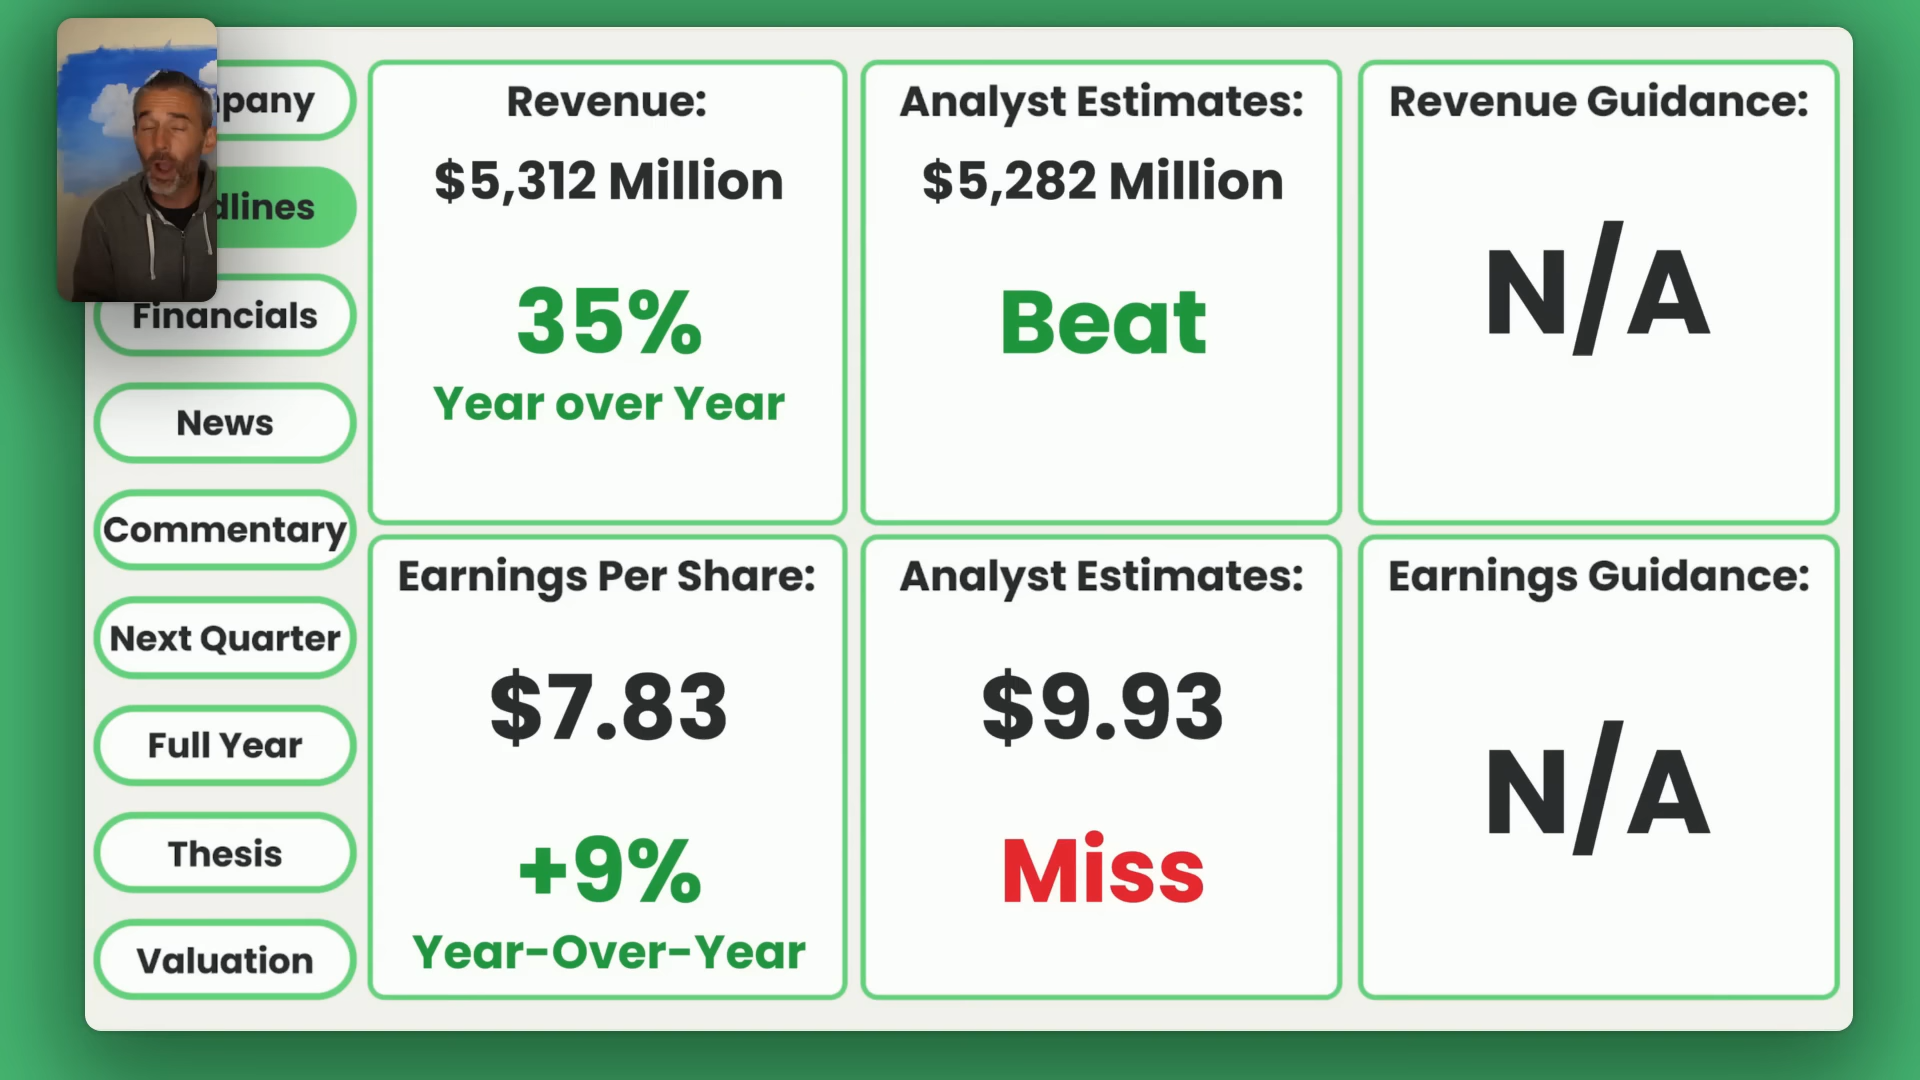 pany
dlines
Financials
News
Commentary
Next Quarter
Full Year
Thesis
Valuation
Revenue:
$5,312 Million
35%
Year over Year
Analyst Estimates:
$5,282 Million
Beat
Revenue Guidance:
N/A
Earnings Per Share:
$7.83
+9%
Year-Over-Year
Analyst Estimates:
$9.93
Miss
Earnings Guidance:
N/A